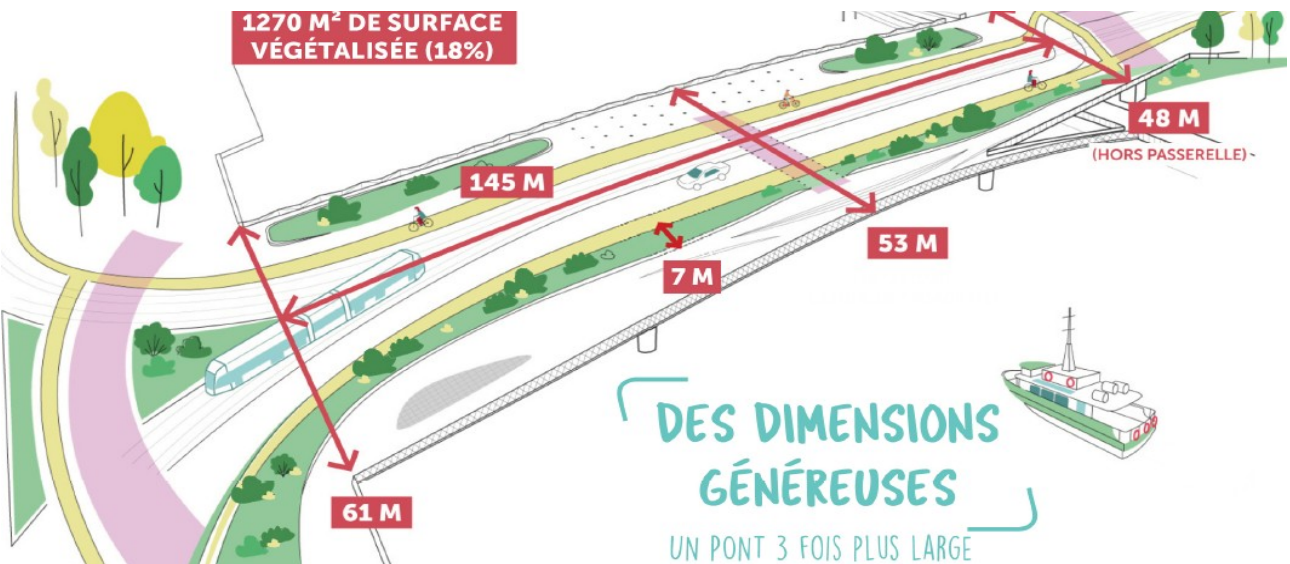 1270 M² DE SURFACE
VÉGÉTALISÉE (18%)
48 M
(HORS PASSERELLE)
145 M
53 M
7 M
61 M
DES DIMENSIONS
GÉNÉREUSES
UN PONT 3 FOIS PLUS LARGE